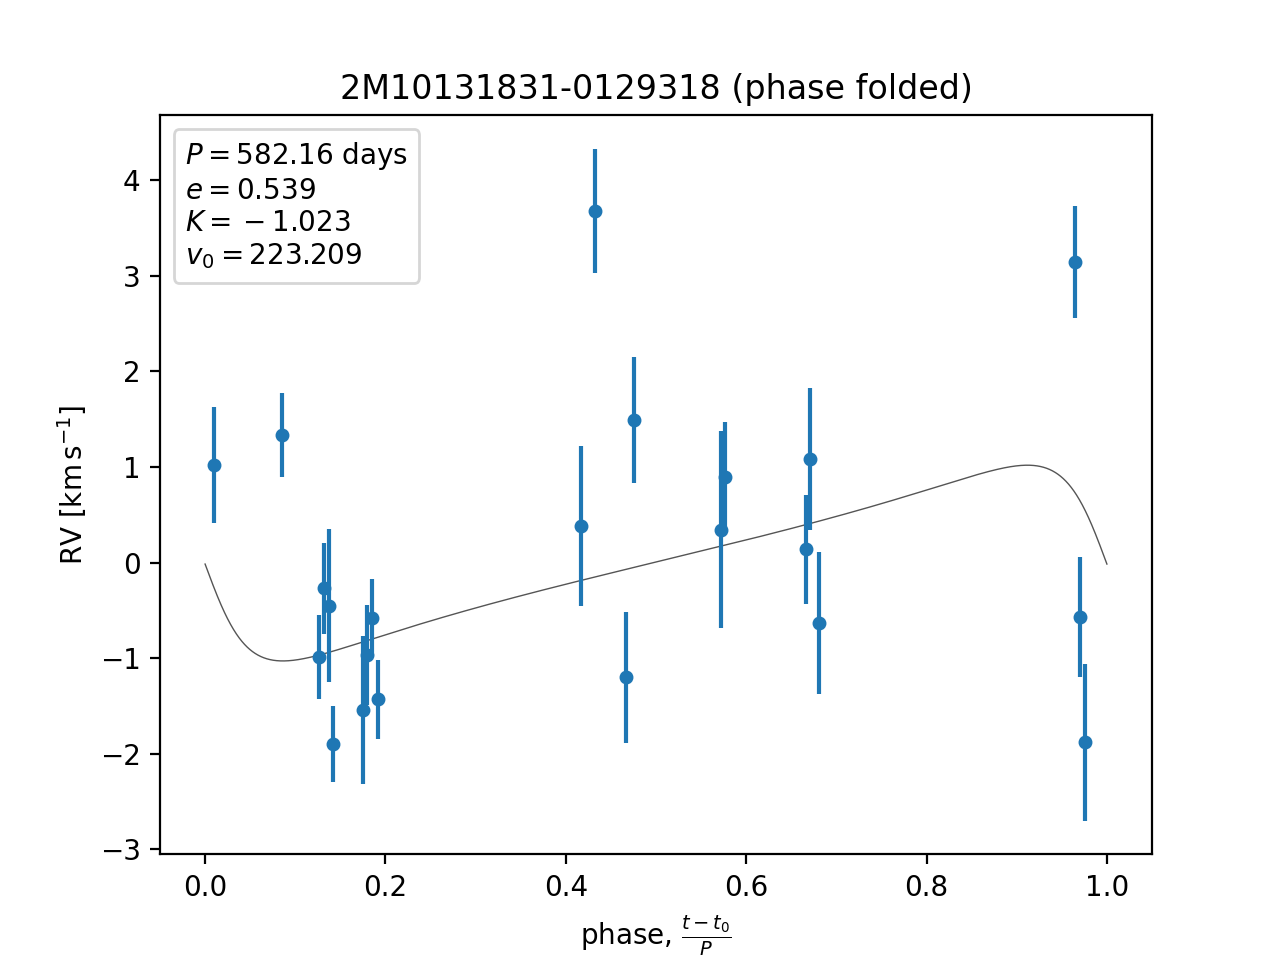 2M10131831-0129318 (phase folded)
P = 582.16 days
e = 0.539
K = −1.023
v₀ = 223.209
4
3
2
1
0
−1
−2
−3
RV [km s⁻¹]
0.0 0.2 0.4 0.6 0.8 1.0
phase, (t − t₀)/P